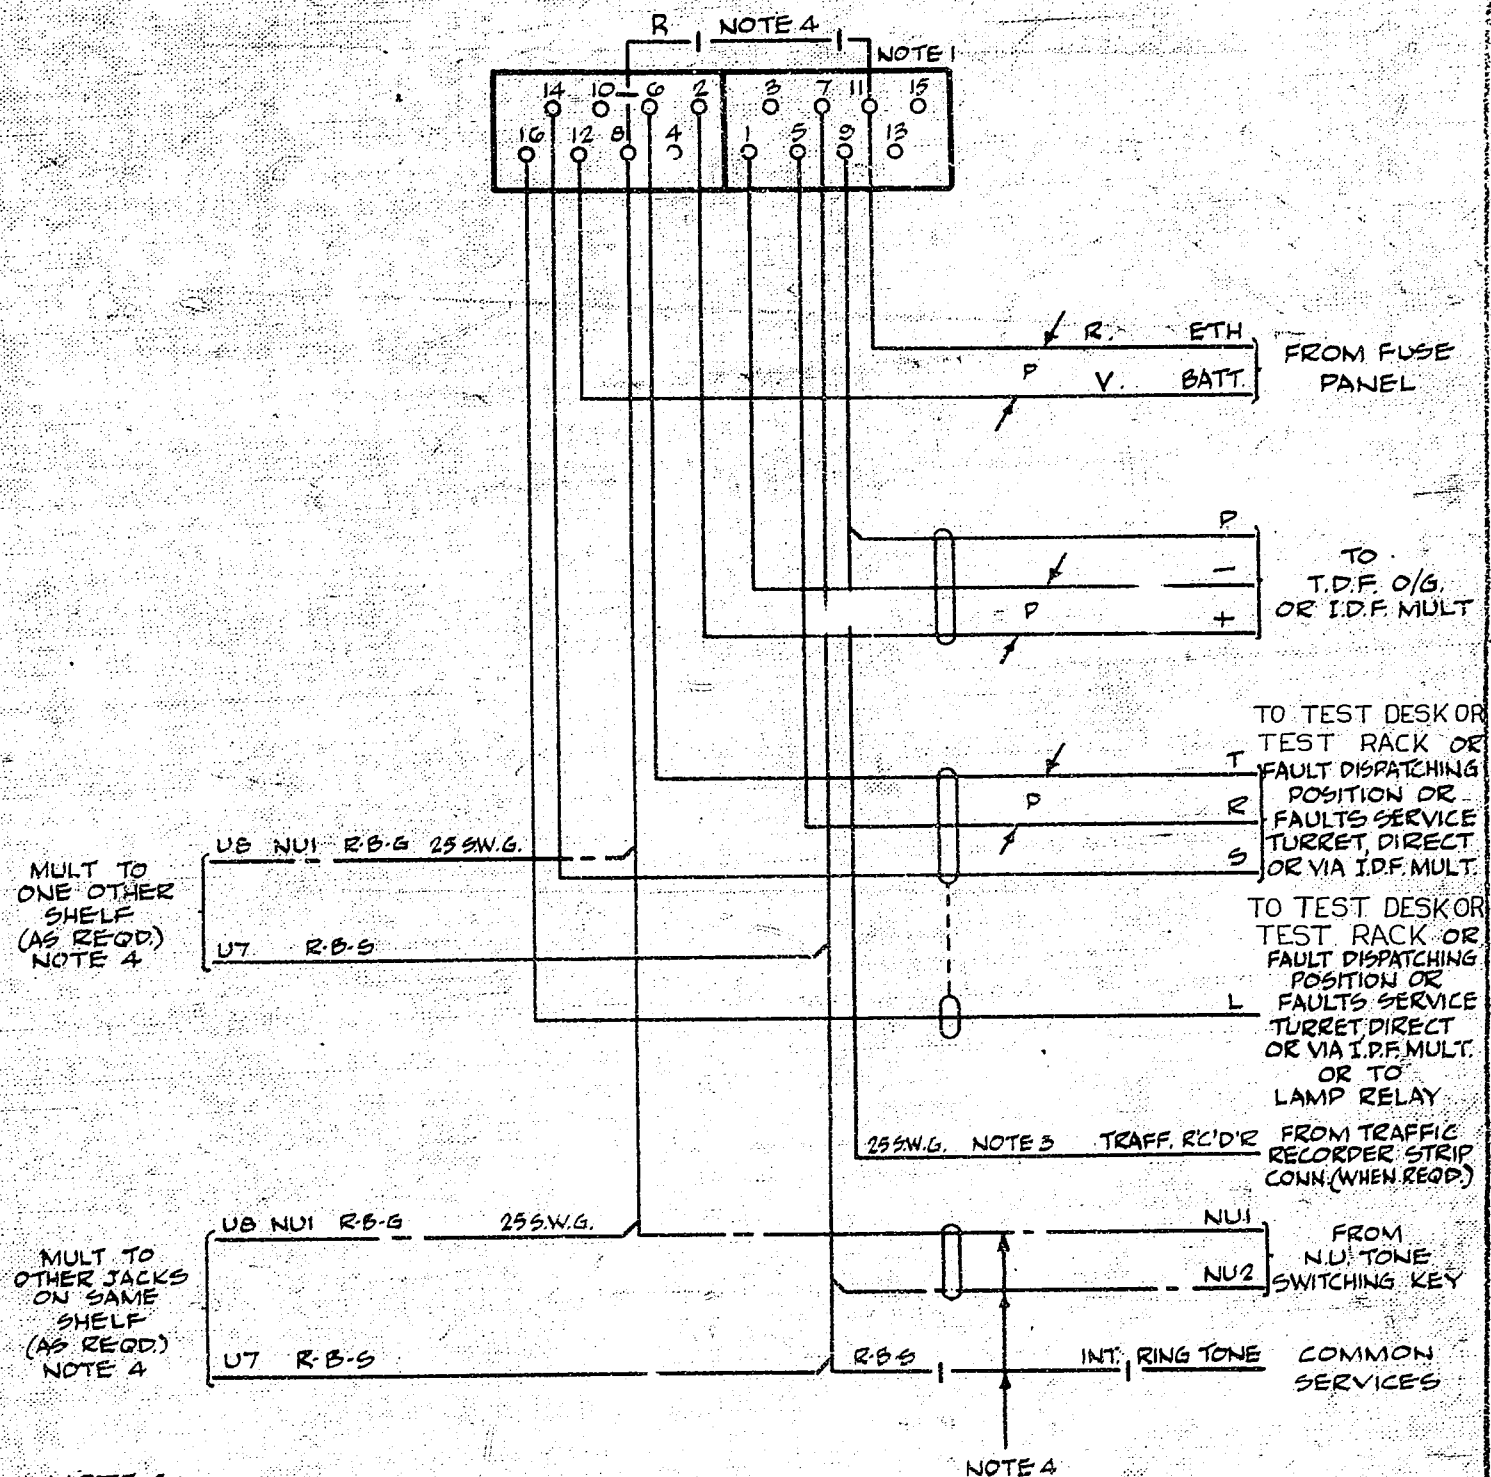 R NOTE 4
NOTE 1
14 10 6 2 3 7 11 15
16 12 8 4 1 5 9 13
R. ETH
P V. BATT.
FROM FUSE
PANEL
P
−
P +
TO
T.D.F. O/G.
OR I.D.F. MULT
T
P R
S
TO TEST DESK OR
TEST RACK OR
FAULT DISPATCHING
POSITION OR
FAULTS SERVICE
TURRET, DIRECT
OR VIA I.D.F. MULT.
U8 NU1 R-B-G 25 S.W.G.
U7 R-B-S
MULT TO
ONE OTHER
SHELF
(AS REQD.)
NOTE 4
L
TO TEST DESK OR
TEST RACK OR
FAULT DISPATCHING
POSITION OR
FAULTS SERVICE
TURRET, DIRECT
OR VIA I.D.F. MULT.
OR TO
LAMP RELAY
25 S.W.G. NOTE 3 TRAFF. R'C'D'R
FROM TRAFFIC
RECORDER STRIP
CONN. (WHEN REQD.)
U8 NU1 R-B-G 25 S.W.G.
U7 R-B-S
MULT TO
OTHER JACKS
ON SAME
SHELF
(AS REQD.)
NOTE 4
NU.1
NU2
FROM
N.U. TONE
SWITCHING KEY
R-B-S INT. RING TONE
COMMON
SERVICES
NOTE 4